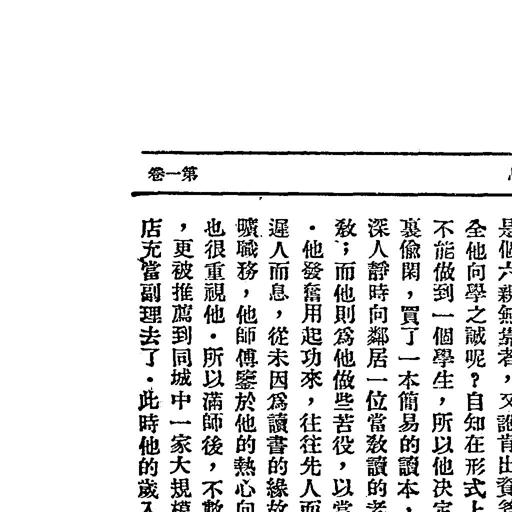 第一卷
是個六親無靠者，又誰肯出資
全他向學之誠呢？自知在形式上
不能做到一個學生，所以他决定
裏偸閑，買了一本簡易的讀本，
深人靜時向鄰居一位當敎讀的老
敎；而他則爲他做些苦役，以當
．他發奮用起功來，往往先人而
遲人而息，從未因爲讀書的緣故
曠職務，他師傅鑒於他的熱心向
也很重視他．所以滿師後，不數
，更被推薦到同城中一家大規模
店充當副理去了．此時他的歲入